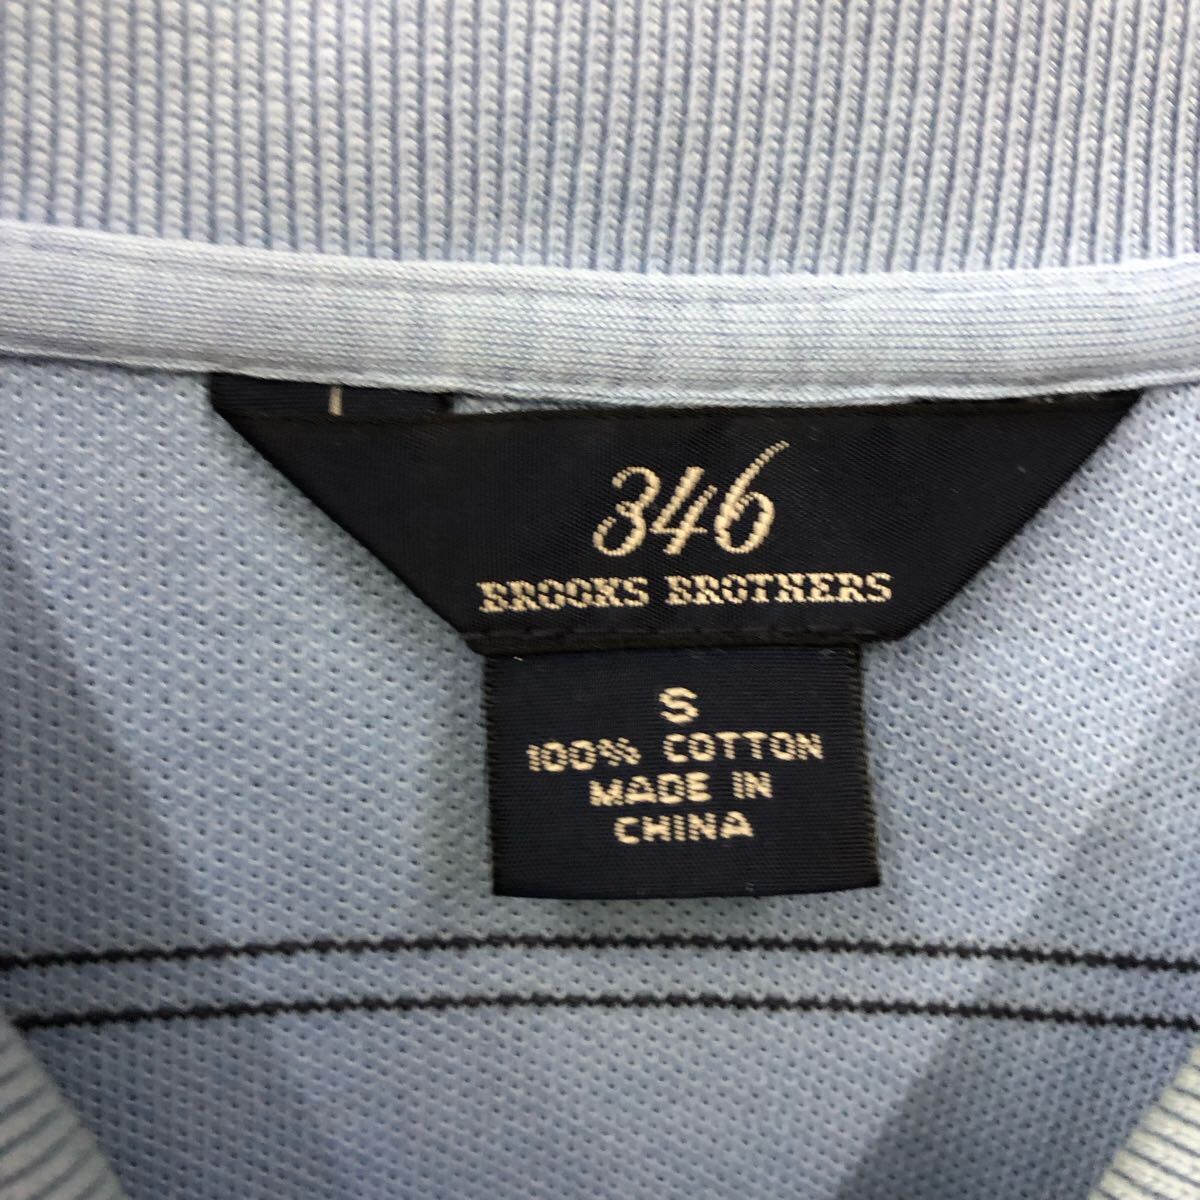 346
BROOKS BROTHERS
S
100% COTTON
MADE IN
CHINA